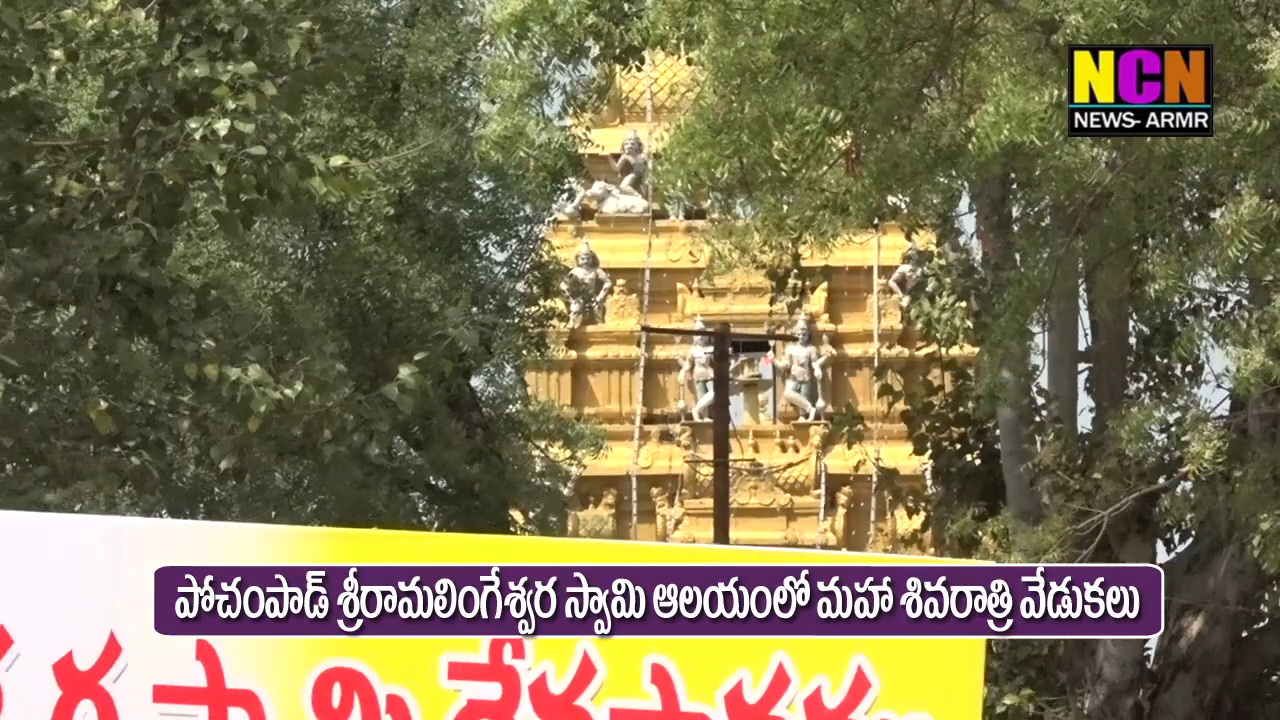 NCN
NEWS- ARMR
పోచంపాడ్ శ్రీరామలింగేశ్వర స్వామి ఆలయంలో మహా శివరాత్రి వేడుకలు